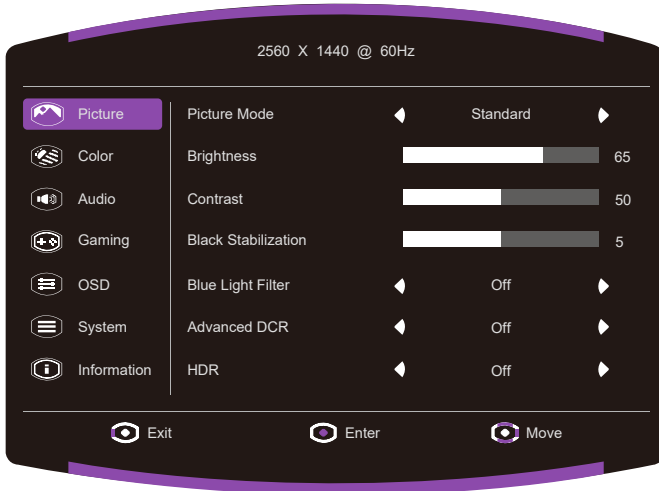 2560 X 1440 @ 60Hz
Picture
Picture Mode
Standard
Color
Brightness
65
Audio
Contrast
50
Gaming
Black Stabilization
5
OSD
Blue Light Filter
Off
System
Advanced DCR
Off
Information
HDR
Off
Exit
Enter
Move